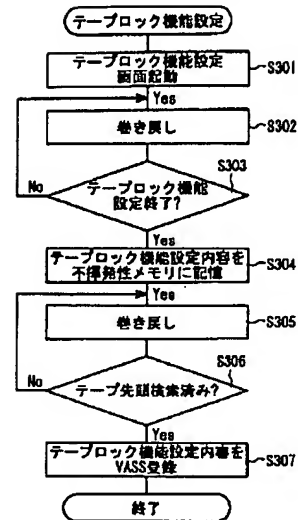 テープロック機能設定
テープロック機能設定
画面起動
S301
Yes
巻き戻し
S302
S303
テープロック機能
設定終了?
No
Yes
テープロック機能設定内容を
不揮発性メモリに記憶
S304
Yes
巻き戻し
S305
S306
テープ先頭検索済み?
No
Yes
テープロック機能設定内容を
VASS登録
S307
終了